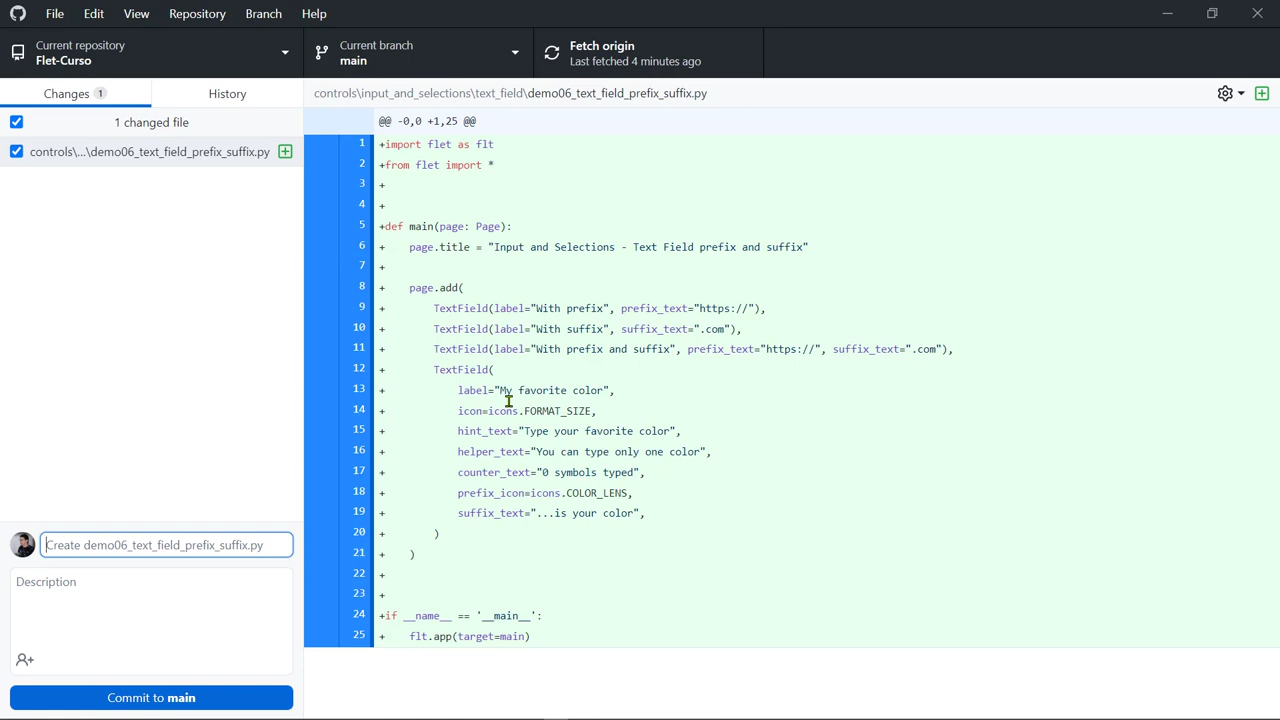 File Edit View Repository Branch Help
Current repository
Flet-Curso
Current branch
main
Fetch origin
Last fetched 4 minutes ago
Changes 1
History
1 changed file
controls\...\demo06_text_field_prefix_suffix.py
Create demo06_text_field_prefix_suffix.py
Description
Commit to main
controls\input_and_selections\text_field\demo06_text_field_prefix_suffix.py
@@ -0,0 +1,25 @@
1 +import flet as flt
2 +from flet import *
3 +
4 +
5 +def main(page: Page):
6 +    page.title = "Input and Selections - Text Field prefix and suffix"
7 +
8 +    page.add(
9 +        TextField(label="With prefix", prefix_text="https://"),
10 +        TextField(label="With suffix", suffix_text=".com"),
11 +        TextField(label="With prefix and suffix", prefix_text="https://", suffix_text=".com"),
12 +        TextField(
13 +            label="My favorite color",
14 +            icon=icons.FORMAT_SIZE,
15 +            hint_text="Type your favorite color",
16 +            helper_text="You can type only one color",
17 +            counter_text="0 symbols typed",
18 +            prefix_icon=icons.COLOR_LENS,
19 +            suffix_text="...is your color",
20 +        )
21 +    )
22 +
23 +
24 +if __name__ == '__main__':
25 +    flt.app(target=main)